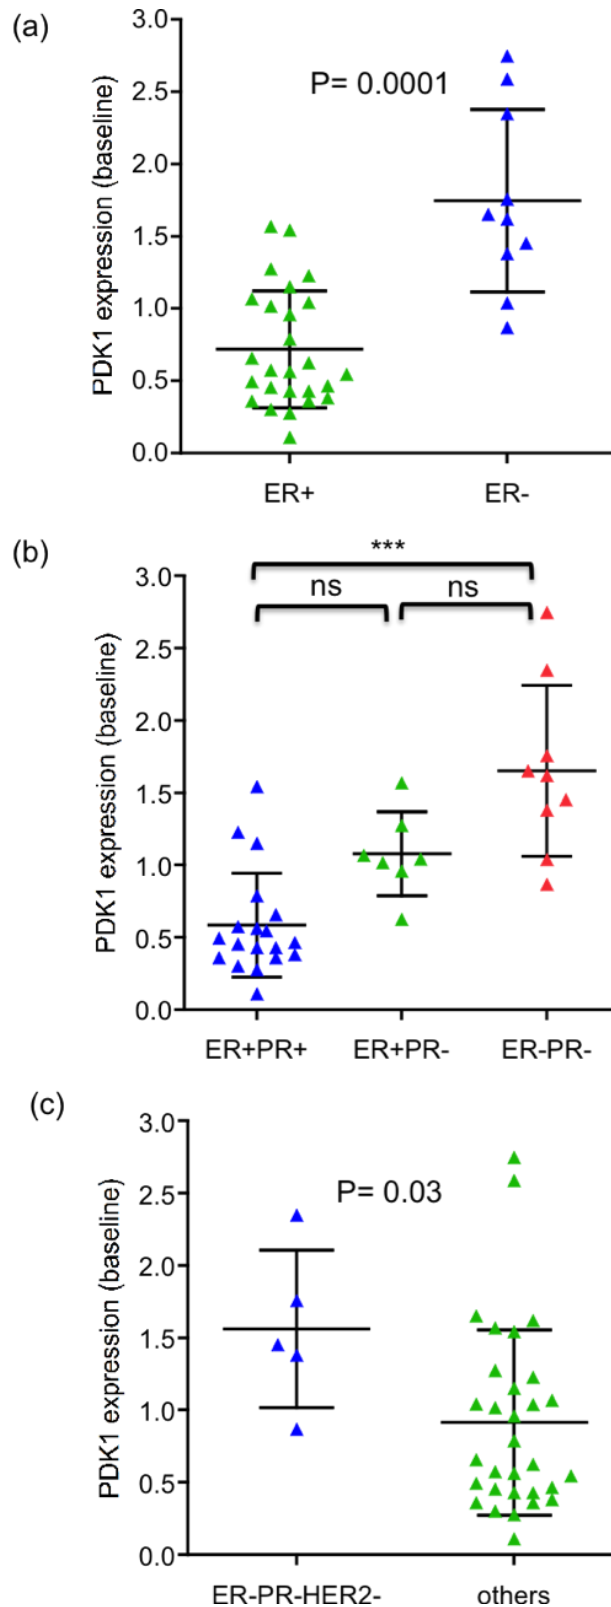 (a)
PDK1 expression (baseline)
3.0
2.5
2.0
1.5
1.0
0.5
0.0
P= 0.0001
ER+ ER-
(b)
PDK1 expression (baseline)
***
ns ns
3.0
2.5
2.0
1.5
1.0
0.5
0.0
ER+PR+ ER+PR- ER-PR-
(c)
PDK1 expression (baseline)
3.0
2.5
2.0
1.5
1.0
0.5
0.0
P= 0.03
ER-PR-HER2- others